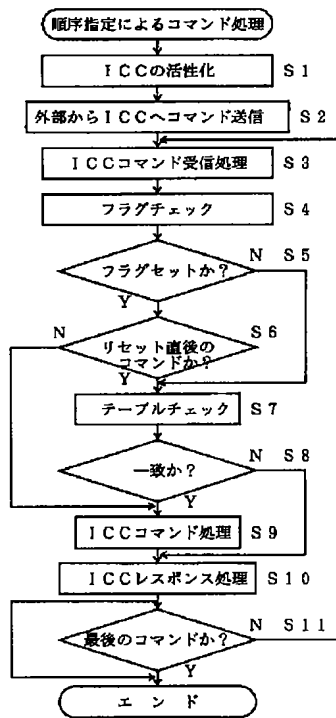 順序指定によるコマンド処理
ICCの活性化 S1
外部からICCへコマンド送信 S2
ICCコマンド受信処理 S3
フラグチェック S4
フラグセットか? N S5
Y
N リセット直後の S6
コマンドか?
Y
テーブルチェック S7
一致か? N S8
Y
ICCコマンド処理 S9
ICCレスポンス処理 S10
最後のコマンドか? N S11
Y
エンド